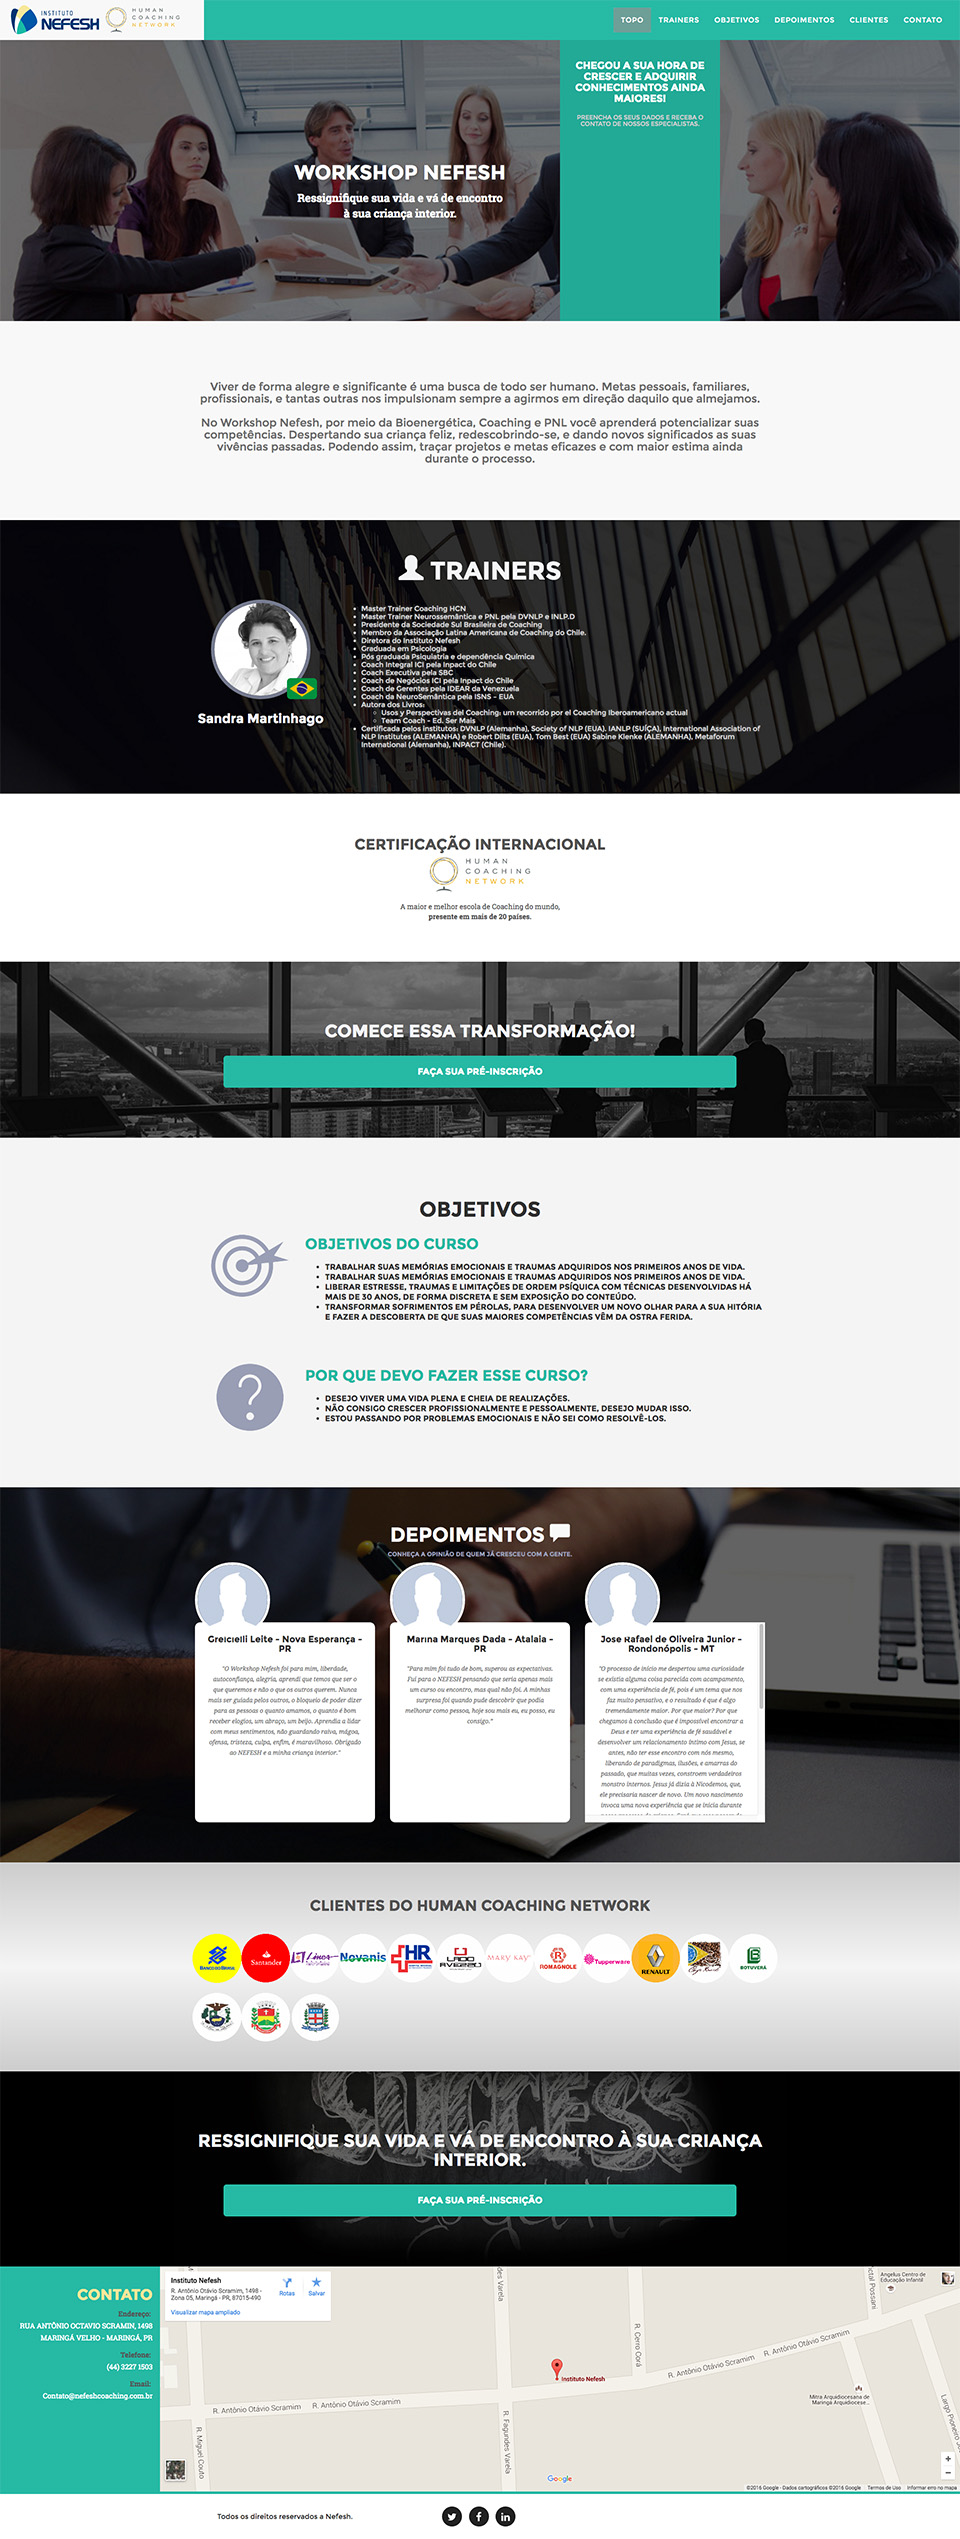 INSTITUTO
NEFESH
HUMAN
COACHING
NETWORK
TOPO
TRAINERS
OBJETIVOS
DEPOIMENTOS
CLIENTES
CONTATO
CHEGOU A SUA HORA DE
CRESCER E ADQUIRIR
CONHECIMENTOS AINDA
MAIORES!
PREENCHA OS SEUS DADOS E RECEBA O
CONTATO DE NOSSOS ESPECIALISTAS.
WORKSHOP NEFESH
Ressignifique sua vida e vá de encontro
à sua criança interior.
Viver de forma alegre e significante é uma busca de todo ser humano. Metas pessoais, familiares,
profissionais, e tantas outras nos impulsionam sempre a agirmos em direção daquilo que almejamos.
No Workshop Nefesh, por meio da Bioenergética, Coaching e PNL você aprenderá potencializar suas
competências. Despertando sua criança feliz, redescobrindo-se, e dando novos significados as suas
vivências passadas. Podendo assim, traçar projetos e metas eficazes e com maior estima ainda
durante o processo.
TRAINERS
Sandra Martinhago
Master Trainer Coaching HCN
Master Trainer Neurossemântica e PNL pela DVNLP e INLP.D
Presidente da Sociedade Sul Brasileira de Coaching
Membro da Associação Latina Americana de Coaching do Chile.
Diretora do Instituto Nefesh
Graduada em Psicologia
Pós graduada Psiquiatria e dependência Química
Coach Integral ICI pela Inpact do Chile
Coach Executiva pela SBC
Coach de Negócios ICI pela Inpact do Chile
Coach de Gerentes pela IDEAR da Venezuela
Coach da NeuroSemântica pela ISNS - EUA
Autora dos Livros:
Usos y Perspectivas del Coaching: um recorrido por el Coaching Iberoamericano actual
Team Coach - Ed. Ser Mais
Certificada pelos institutos: DVNLP (Alemanha), Society of NLP (EUA). IANLP (SUÍÇA), International Association of
NLP Institutes (ALEMANHA) e Robert Dilts (EUA), Tom Best (EUA) Sabine Klenke (ALEMANHA), Metaforum
International (Alemanha), INPACT (Chile).
CERTIFICAÇÃO INTERNACIONAL
HUMAN
COACHING
NETWORK
A maior e melhor escola de Coaching do mundo,
presente em mais de 20 países.
COMECE ESSA TRANSFORMAÇÃO!
FAÇA SUA PRÉ-INSCRIÇÃO
OBJETIVOS
OBJETIVOS DO CURSO
TRABALHAR SUAS MEMÓRIAS EMOCIONAIS E TRAUMAS ADQUIRIDOS NOS PRIMEIROS ANOS DE VIDA.
TRABALHAR SUAS MEMÓRIAS EMOCIONAIS E TRAUMAS ADQUIRIDOS NOS PRIMEIROS ANOS DE VIDA.
LIBERAR ESTRESSE, TRAUMAS E LIMITAÇÕES DE ORDEM PSÍQUICA COM TÉCNICAS DESENVOLVIDAS HÁ
MAIS DE 30 ANOS, DE FORMA DISCRETA E SEM EXPOSIÇÃO DO CONTEÚDO.
TRANSFORMAR SOFRIMENTOS EM PÉROLAS, PARA DESENVOLVER UM NOVO OLHAR PARA A SUA HITÓRIA
E FAZER A DESCOBERTA DE QUE SUAS MAIORES COMPETÊNCIAS VÊM DA OSTRA FERIDA.
?
POR QUE DEVO FAZER ESSE CURSO?
DESEJO VIVER UMA VIDA PLENA E CHEIA DE REALIZAÇÕES.
NÃO CONSIGO CRESCER PROFISSIONALMENTE E PESSOALMENTE, DESEJO MUDAR ISSO.
ESTOU PASSANDO POR PROBLEMAS EMOCIONAIS E NÃO SEI COMO RESOLVÊ-LOS.
DEPOIMENTOS
CONHEÇA A OPINIÃO DE QUEM JÁ CRESCEU COM A GENTE.
Greicielli Leite - Nova Esperança -
PR
"O Workshop Nefesh foi para mim, liberdade,
autoconfiança, alegria, aprendi que temos que ser o
que queremos e não o que os outros querem. Nunca
mais ser guiada pelos outros, o bloqueio de poder dizer
para as pessoas o quanto amamos, o quanto é bom
receber elogios, um abraço, um beijo. Aprendia a lidar
com meus sentimentos, não guardando raiva, mágoa,
ofensa, tristeza, culpa, enfim, é maravilhoso. Obrigado
ao NEFESH e a minha criança interior."
Marina Marques Dada - Atalaia -
PR
"Para mim foi tudo de bom, superou as expectativas.
Fui para o NEFESH pensando que seria apenas mais
um curso ou encontro, mas qual não foi. A minhas
surpresa foi quando pude descobrir que podia
melhorar como pessoa, hoje sou mais eu, eu posso, eu
consigo."
Jose Rafael de Oliveira Junior -
Rondonópolis - MT
"O processo de início me despertou uma curiosidade
se existia alguma coisa parecida com acampamento,
com uma experiência de fé, pois é um tema que nos
faz muito pensativo, e o resultado é que é algo
tremendamente maior. Por que maior? Por que
chegamos à conclusão que é impossível encontrar a
Deus e ter uma experiência de fé saudável e
desenvolver um relacionamento íntimo com Jesus, se
antes, não ter esse encontro com nós mesmo,
liberando de paradigmas, ilusões, e amarras do
passado, que muitas vezes, constroem verdadeiros
monstro internos. Jesus já dizia à Nicodemos, que,
ele precisaria nascer de novo. Um novo nascimento
invoca uma nova experiência que se inicia durante
CLIENTES DO HUMAN COACHING NETWORK
BANCO DO BRASIL
Santander
Linea
Novanis
HR
MARY KAY
ROMAGNOLE
Tupperware
RENAULT
BOTUVERÁ
SUCCESS
RESSIGNIFIQUE SUA VIDA E VÁ DE ENCONTRO À SUA CRIANÇA
INTERIOR.
FAÇA SUA PRÉ-INSCRIÇÃO
CONTATO
Endereço:
RUA ANTÔNIO OCTAVIO SCRAMIN, 1498
MARINGÁ VELHO - MARINGÁ, PR
Telefone:
(44) 3227 1503
Email:
Contato@nefeshcoaching.com.br
Instituto Nefesh
R. Antônio Otávio Scramim, 1498 -
Zona 05, Maringá - PR, 87015-490
Visualizar mapa ampliado
Rotas
Salvar
R. Fagundes Varela
R. Cerro Corá
Angelus Centro de
Educação Infantil
R. Antônio Otávio Scramim
R. Antônio Otávio Scramim
Instituto Nefesh
Mitra Arquidiocesana de
Maringá Arquidiocese...
R. Antônio Otávio Scramim
R. Antônio Otávio Scramim
R. Miguel Couto
R. Fagundes Varela
Largo Pioneiro
Google
©2016 Google - Dados cartográficos ©2016 Google
Termos de Uso
Informar erro no mapa
Todos os direitos reservados a Nefesh.